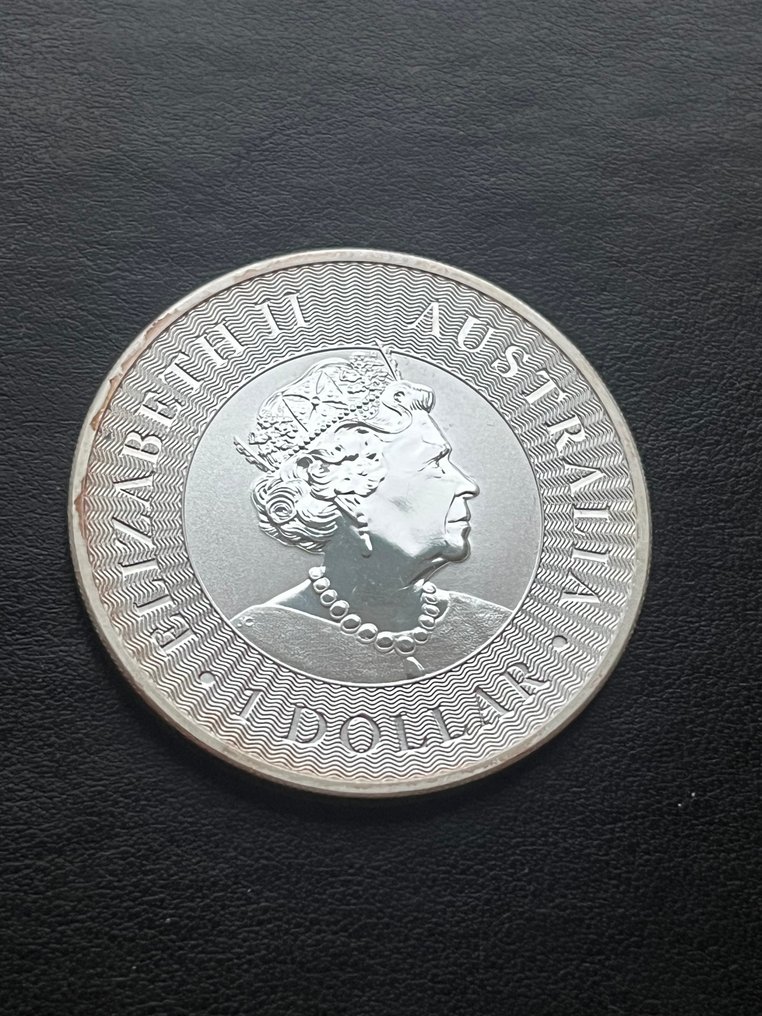 ELIZABETH II AUSTRALIA
• 1 DOLLAR •